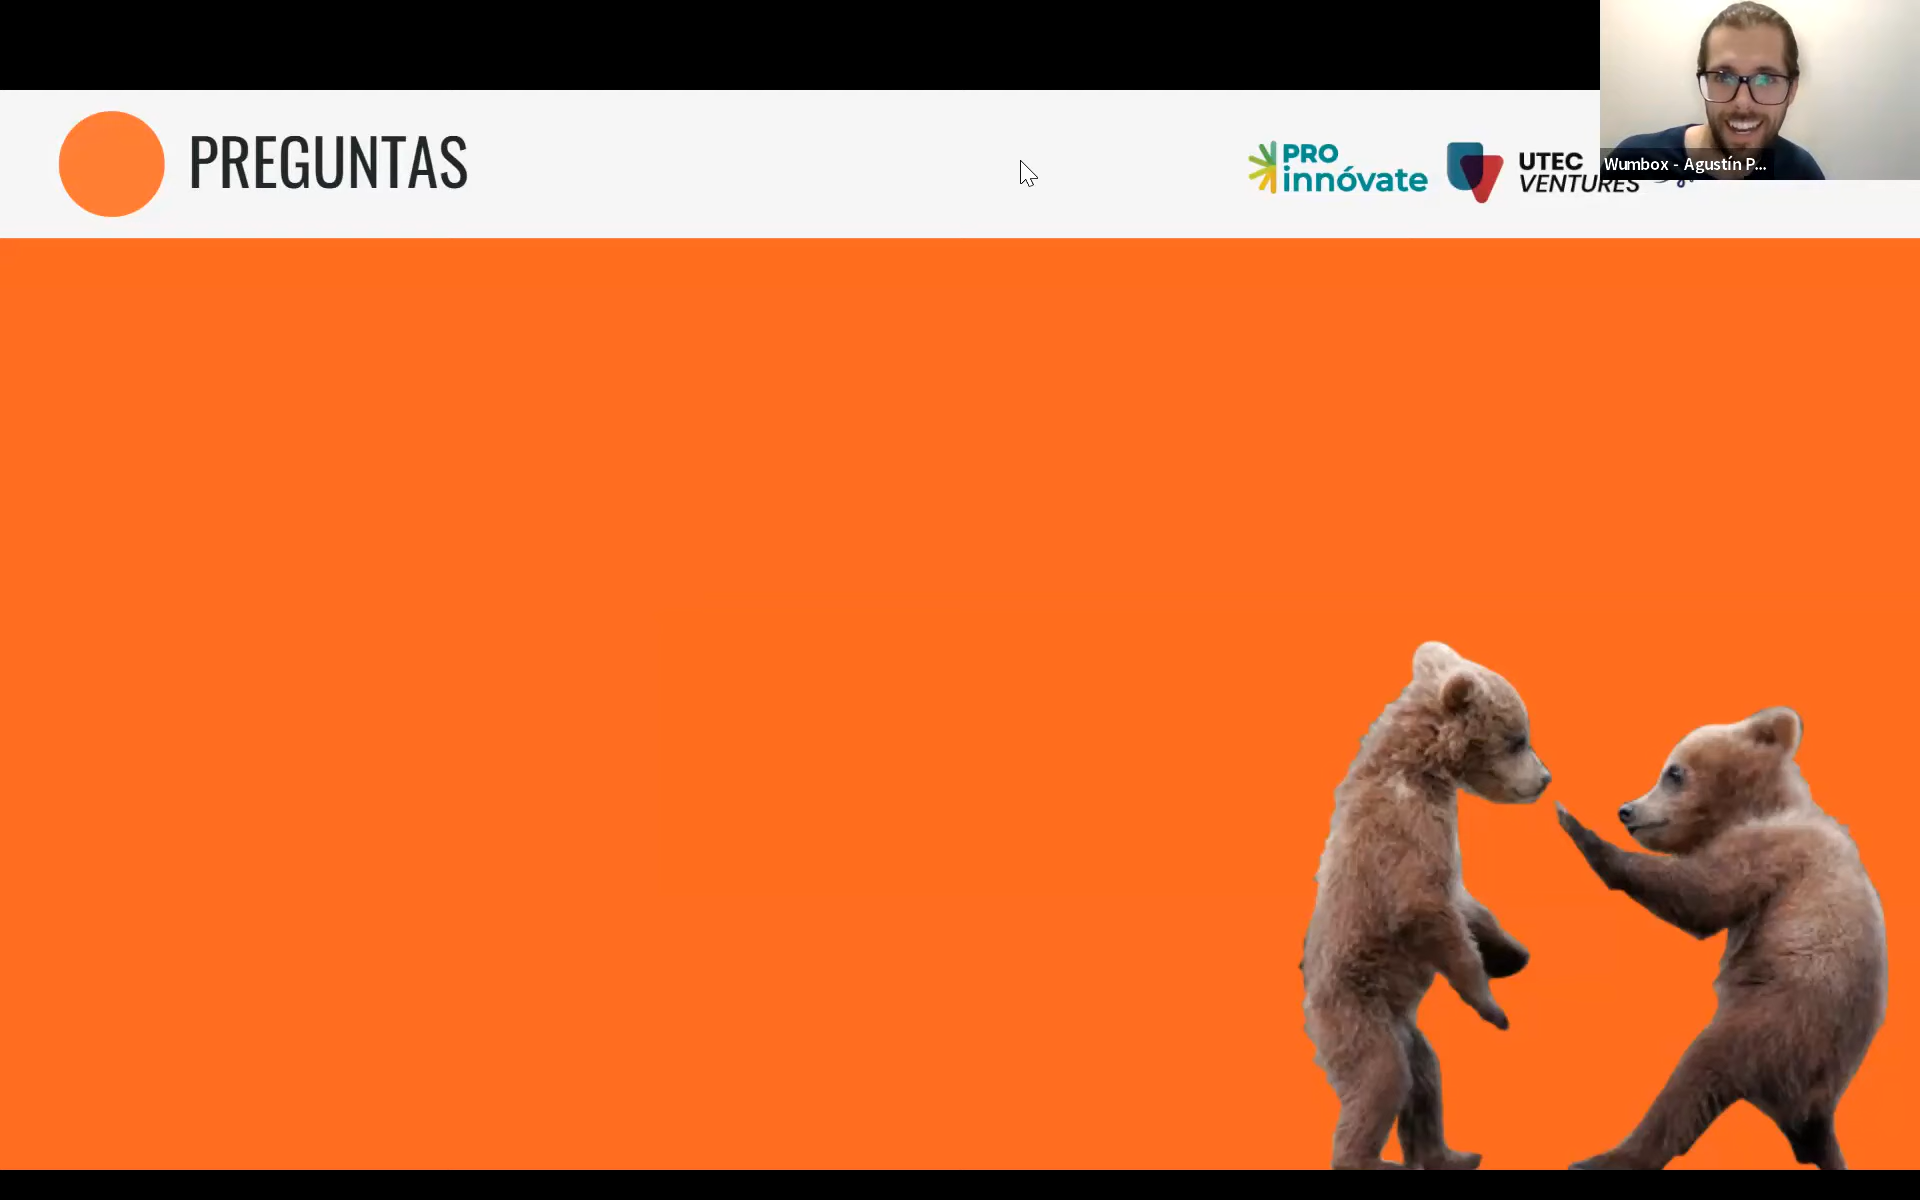 PREGUNTAS
PRO
innóvate
UTEC
VENTURES
Wumbox - Agustín P...